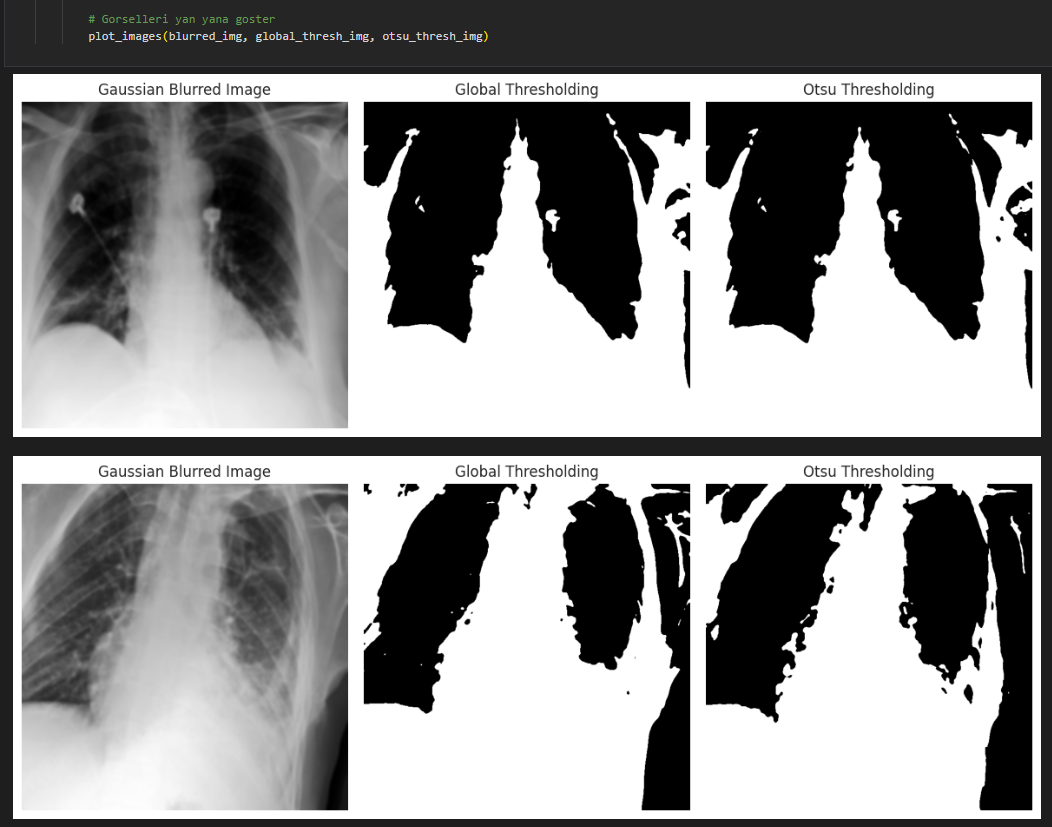 # Gorselleri yan yana goster
plot_images(blurred_img, global_thresh_img, otsu_thresh_img)
Gaussian Blurred Image
Global Thresholding
Otsu Thresholding
Gaussian Blurred Image
Global Thresholding
Otsu Thresholding